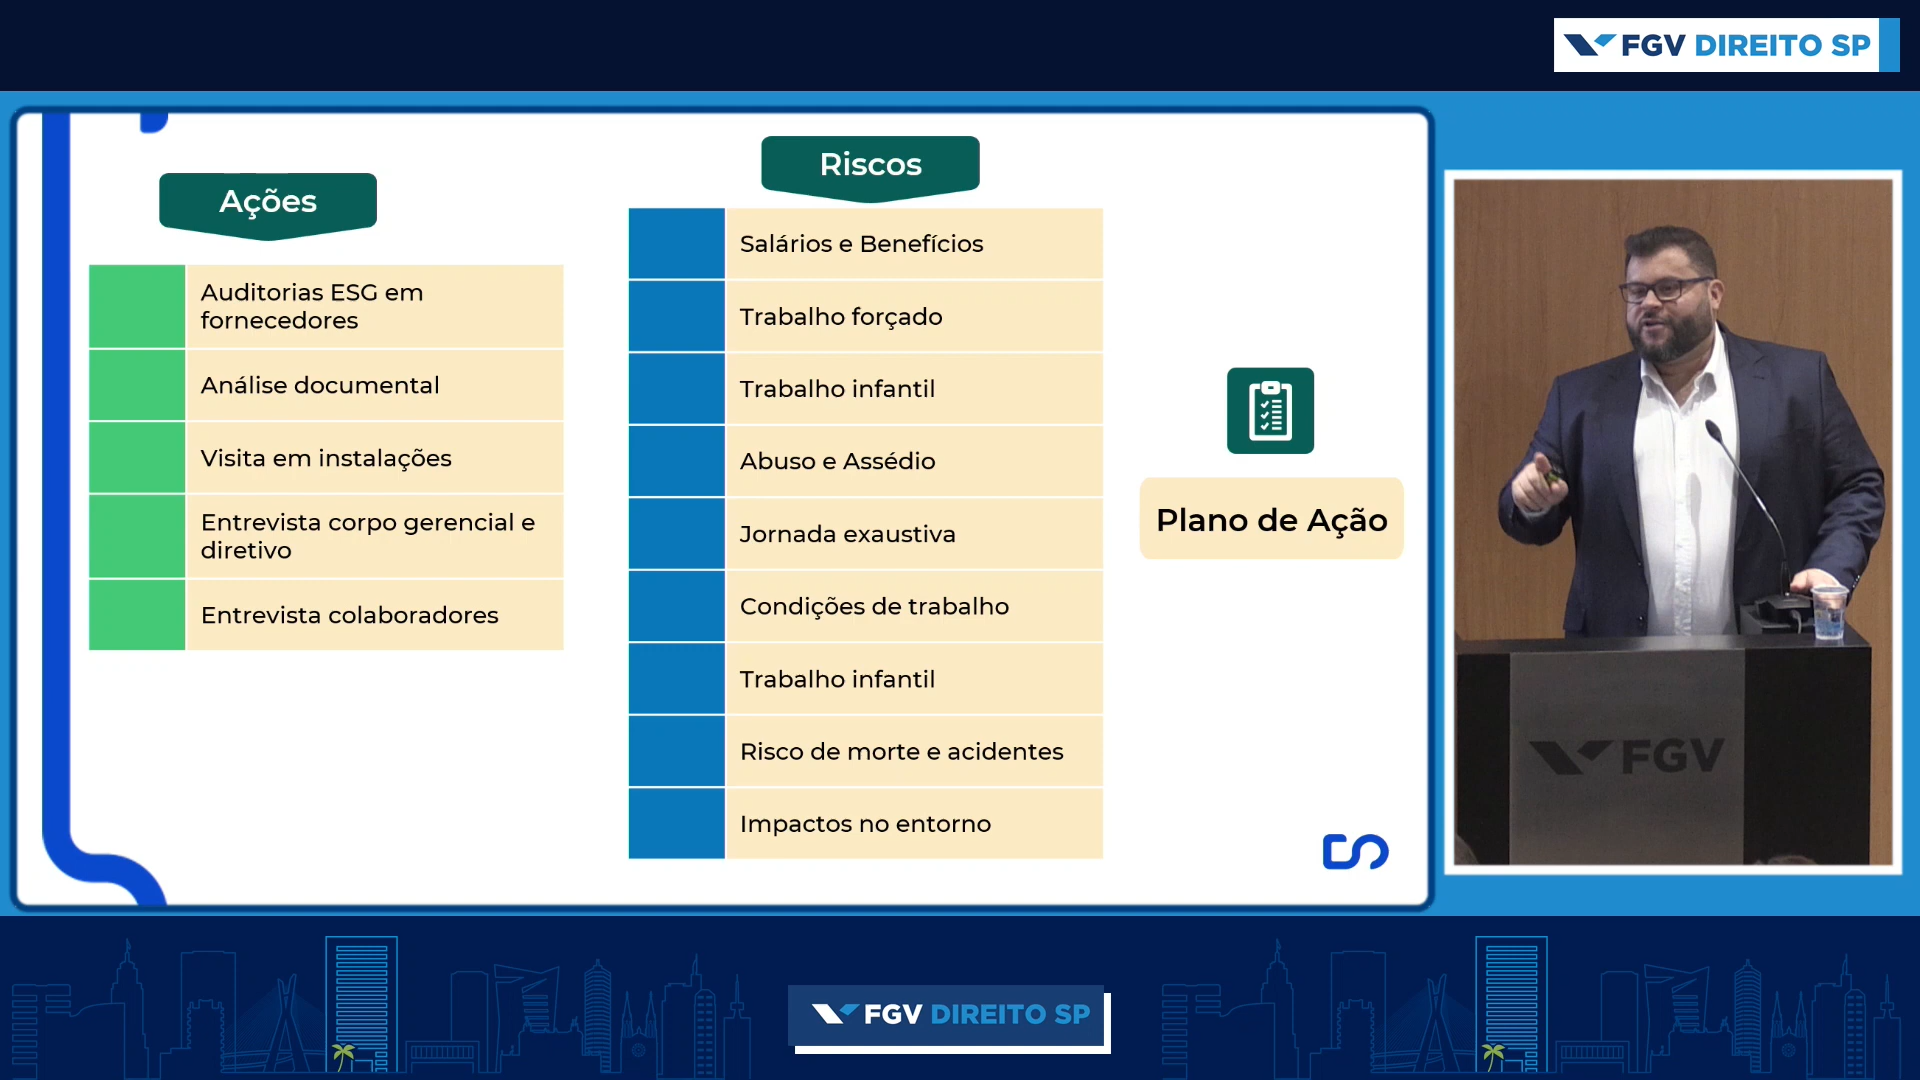 FGV DIREITO SP
Ações
Auditorias ESG em
fornecedores
Análise documental
Visita em instalações
Entrevista corpo gerencial e
diretivo
Entrevista colaboradores
Riscos
Salários e Benefícios
Trabalho forçado
Trabalho infantil
Abuso e Assédio
Jornada exaustiva
Condições de trabalho
Trabalho infantil
Risco de morte e acidentes
Impactos no entorno
Plano de Ação
FGV
FGV DIREITO SP